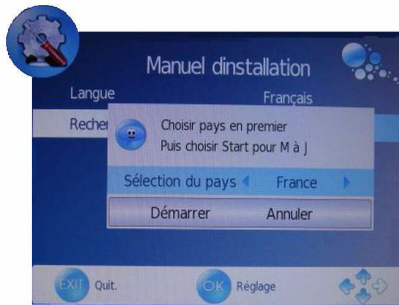 Manuel dinstallation
Langue Français
Recher
Choisir pays en premier
Puis choisir Start pour M à J
Sélection du pays France
Démarrer Annuler
EXIT Quit. OK Réglage